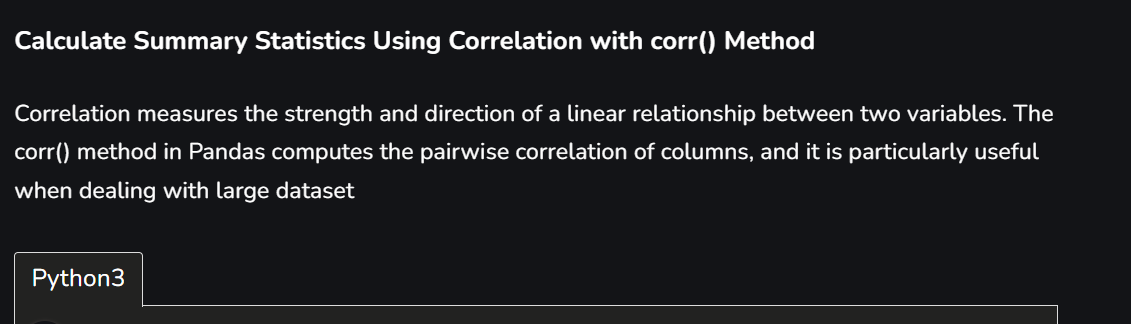 Calculate Summary Statistics Using Correlation with corr() Method
Correlation measures the strength and direction of a linear relationship between two variables. The
corr() method in Pandas computes the pairwise correlation of columns, and it is particularly useful
when dealing with large dataset
Python3